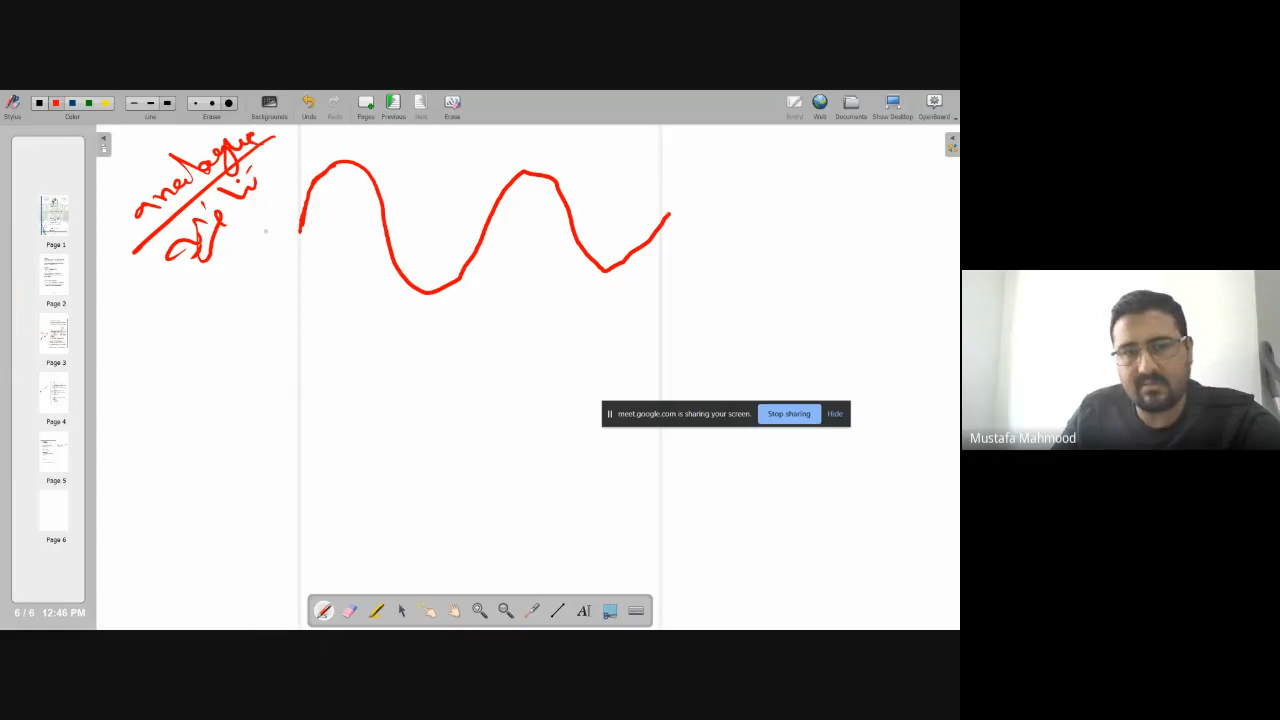 Stylus
Color
Line
Eraser
Backgrounds
Undo
Redo
Pages
Previous
Next
Erase
Board
Web
Documents
Show Desktop
OpenBoard
analogue
Page 1
Page 2
Page 3
Page 4
Page 5
Page 6
meet.google.com is sharing your screen.
Stop sharing
Hide
Mustafa Mahmood
6 / 6 12:46 PM